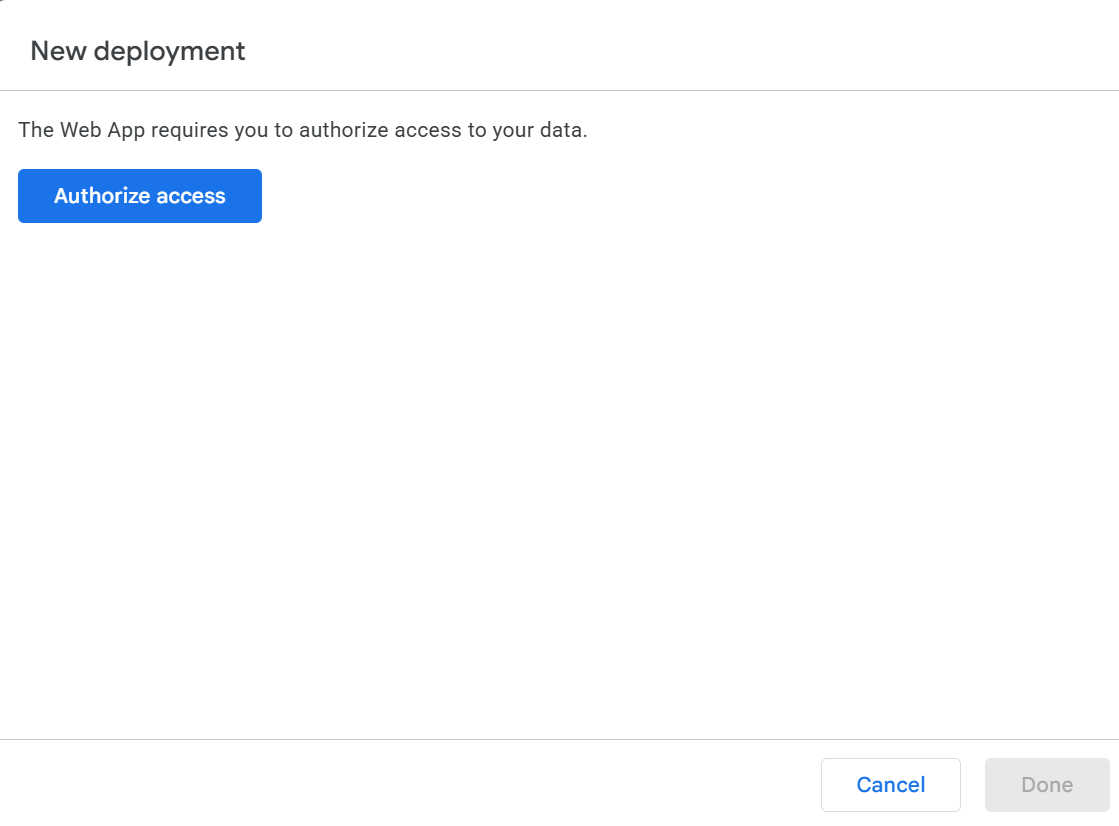 New deployment
The Web App requires you to authorize access to your data.
Authorize access
Cancel
Done